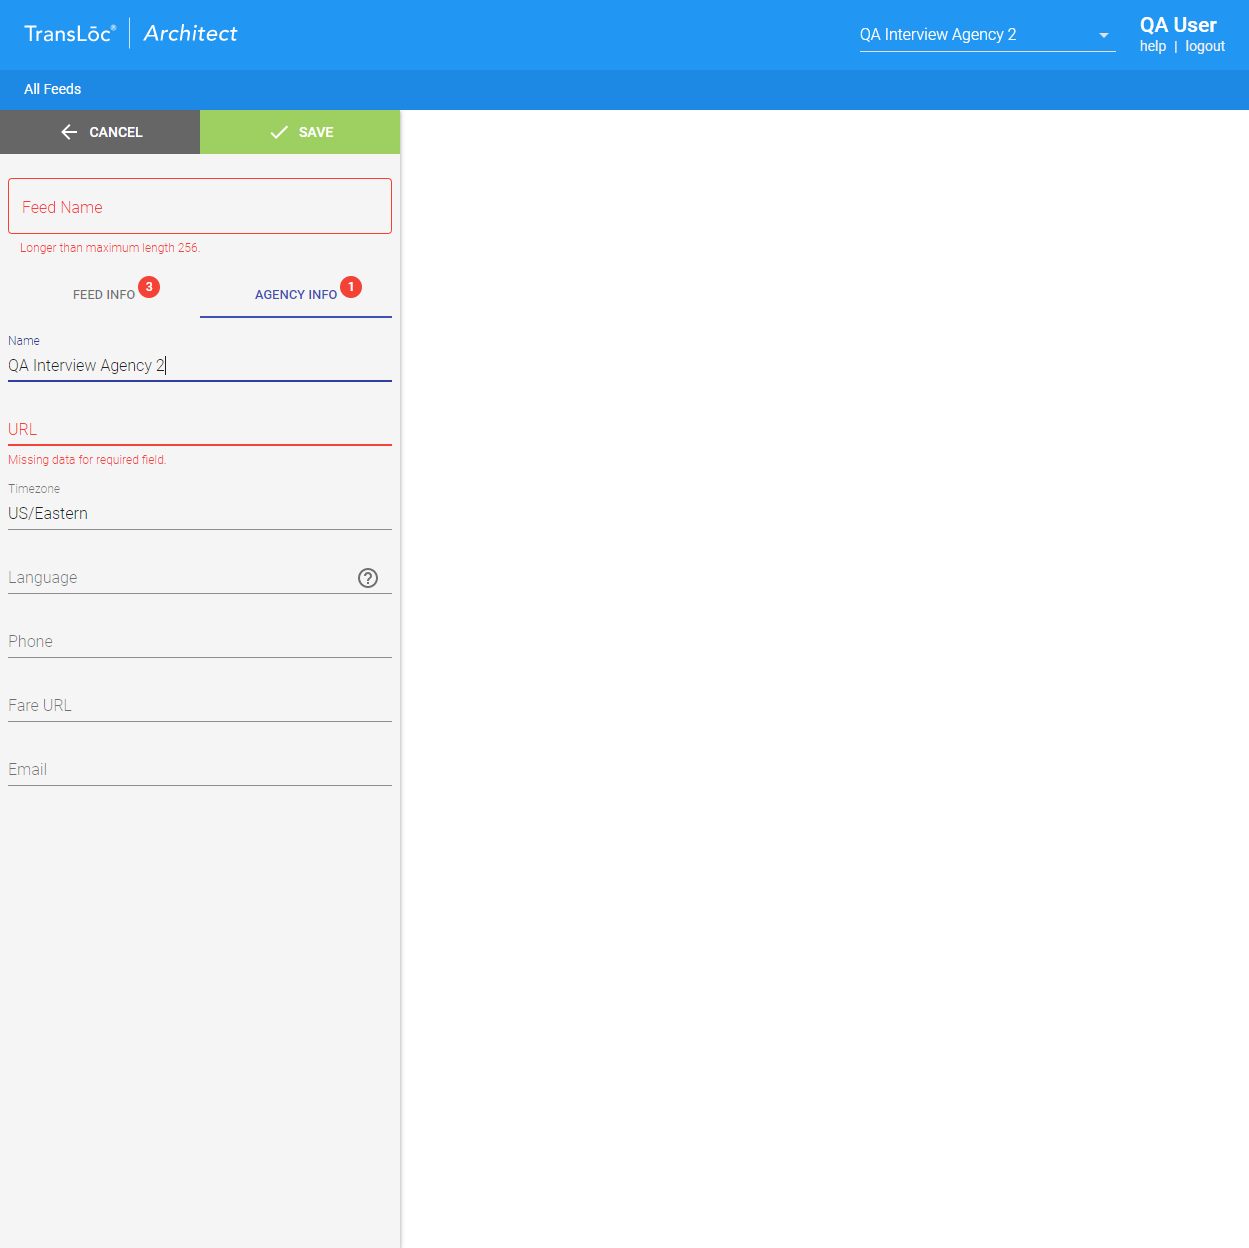 TransLōc® Architect
QA Interview Agency 2
QA User
help | logout
All Feeds
CANCEL
SAVE
Feed Name
Longer than maximum length 256.
FEED INFO 3
AGENCY INFO 1
Name
QA Interview Agency 2
URL
Missing data for required field.
Timezone
US/Eastern
Language ?
Phone
Fare URL
Email